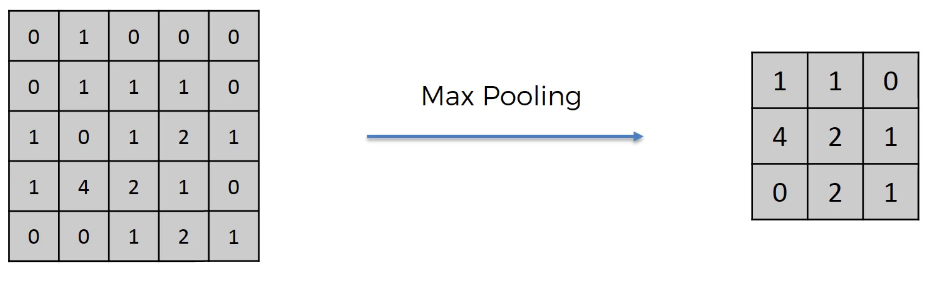 0 1 0 0 0
0 1 1 1 0
1 0 1 2 1
1 4 2 1 0
0 0 1 2 1
Max Pooling
1 1 0
4 2 1
0 2 1